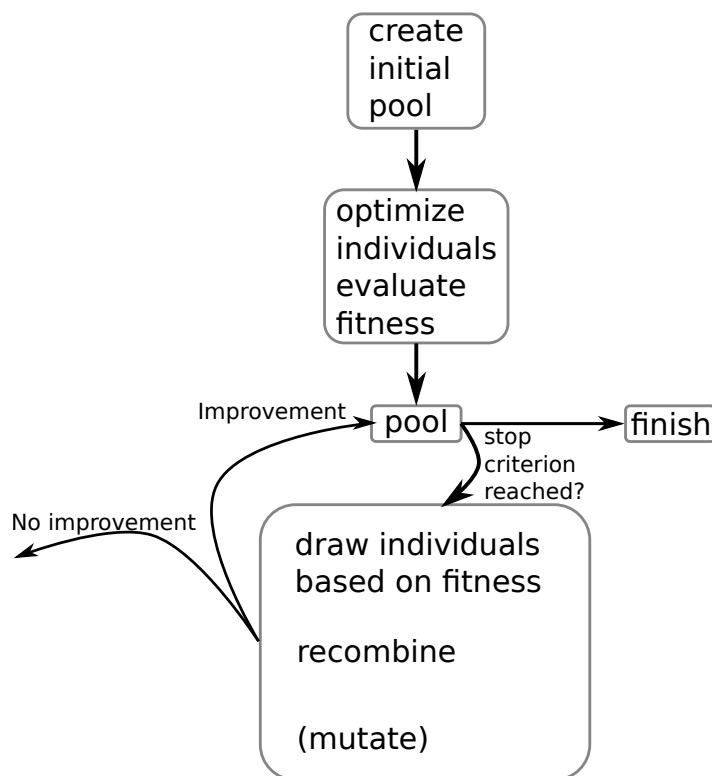 create
initial
pool
optimize
individuals
evaluate
fitness
Improvement
pool
finish
stop
criterion
reached?
No improvement
draw individuals
based on fitness
recombine
(mutate)